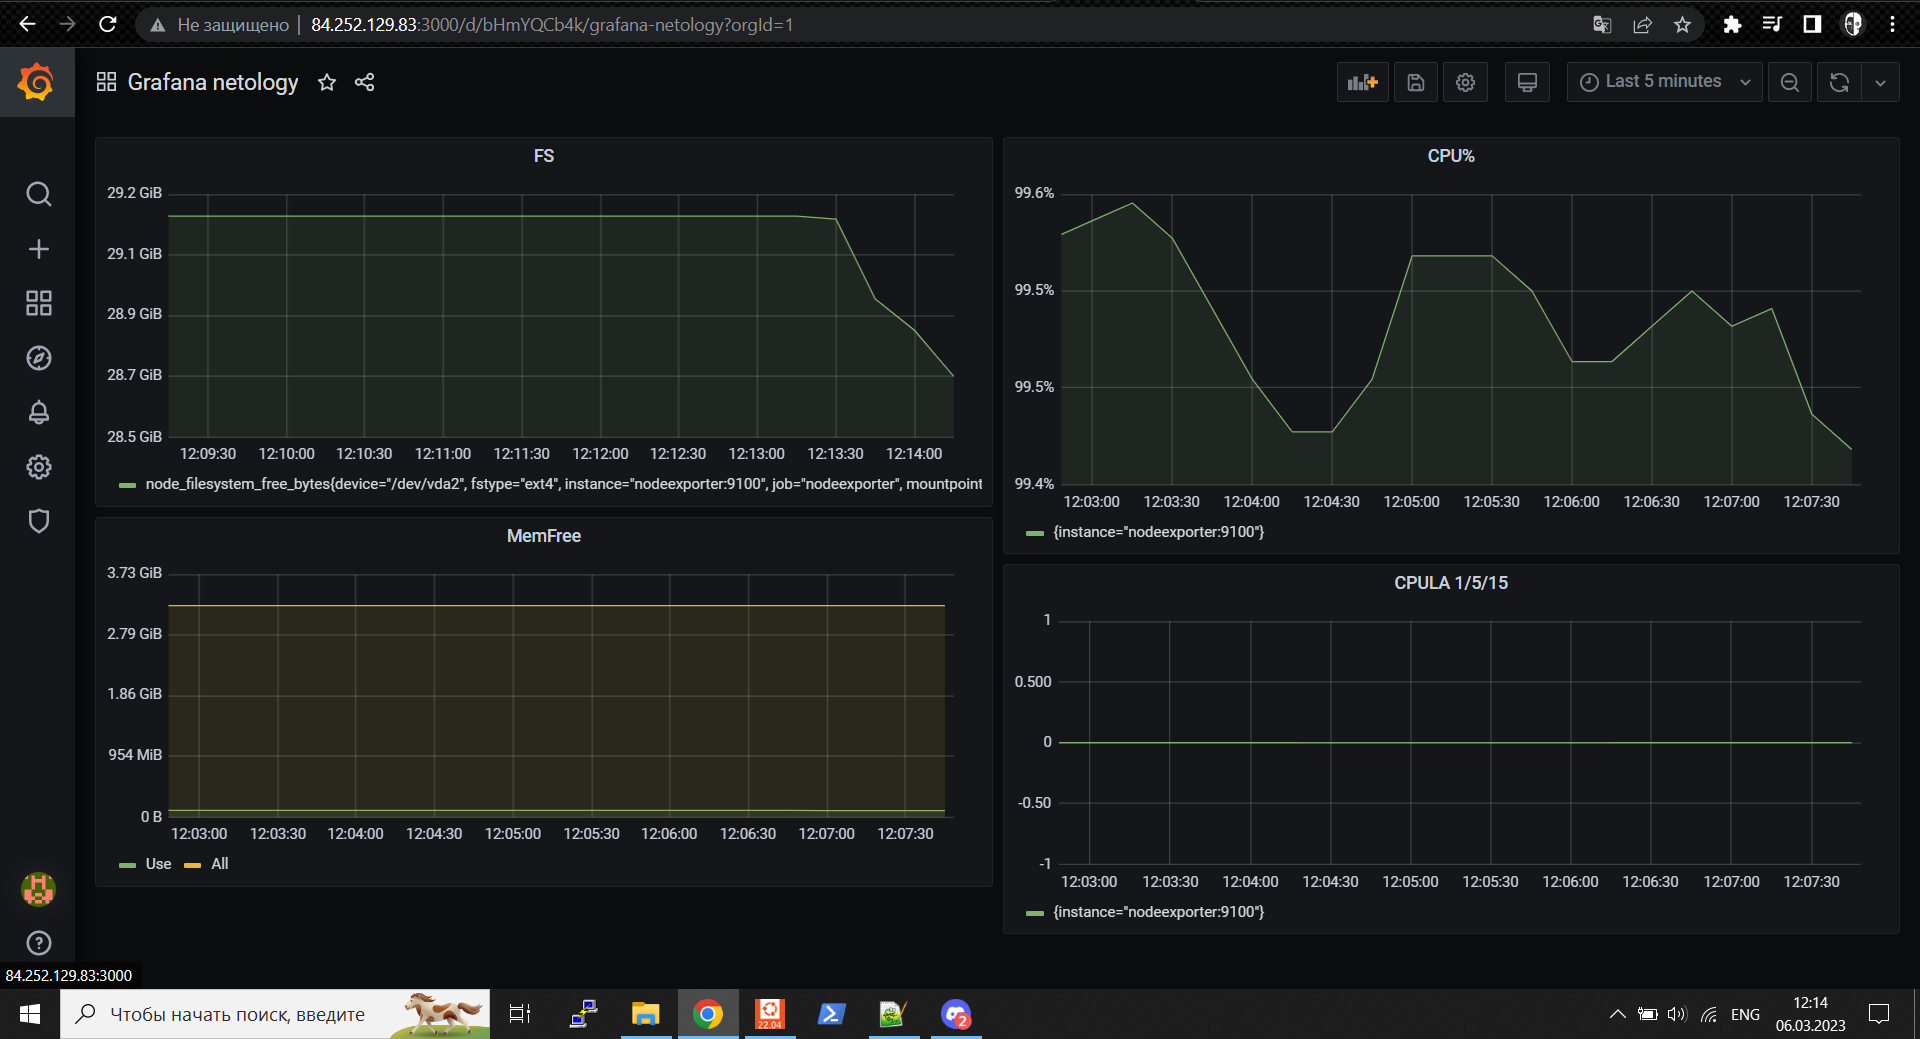 Не защищено | 84.252.129.83:3000/d/bHmYQCb4k/grafana-netology?orgId=1
Grafana netology
Last 5 minutes
FS
29.2 GiB
29.1 GiB
28.9 GiB
28.7 GiB
28.5 GiB
12:09:30 12:10:00 12:10:30 12:11:00 12:11:30 12:12:00 12:12:30 12:13:00 12:13:30 12:14:00
node_filesystem_free_bytes{device="/dev/vda2", fstype="ext4", instance="nodeexporter:9100", job="nodeexporter", mountpoint
CPU%
99.6%
99.5%
99.5%
99.4%
12:03:00 12:03:30 12:04:00 12:04:30 12:05:00 12:05:30 12:06:00 12:06:30 12:07:00 12:07:30
{instance="nodeexporter:9100"}
MemFree
3.73 GiB
2.79 GiB
1.86 GiB
954 MiB
0 B
12:03:00 12:03:30 12:04:00 12:04:30 12:05:00 12:05:30 12:06:00 12:06:30 12:07:00 12:07:30
Use All
CPULA 1/5/15
1
0.500
0
-0.50
-1
12:03:00 12:03:30 12:04:00 12:04:30 12:05:00 12:05:30 12:06:00 12:06:30 12:07:00 12:07:30
{instance="nodeexporter:9100"}
84.252.129.83:3000
Чтобы начать поиск, введите
22.04
2
ENG
12:14
06.03.2023